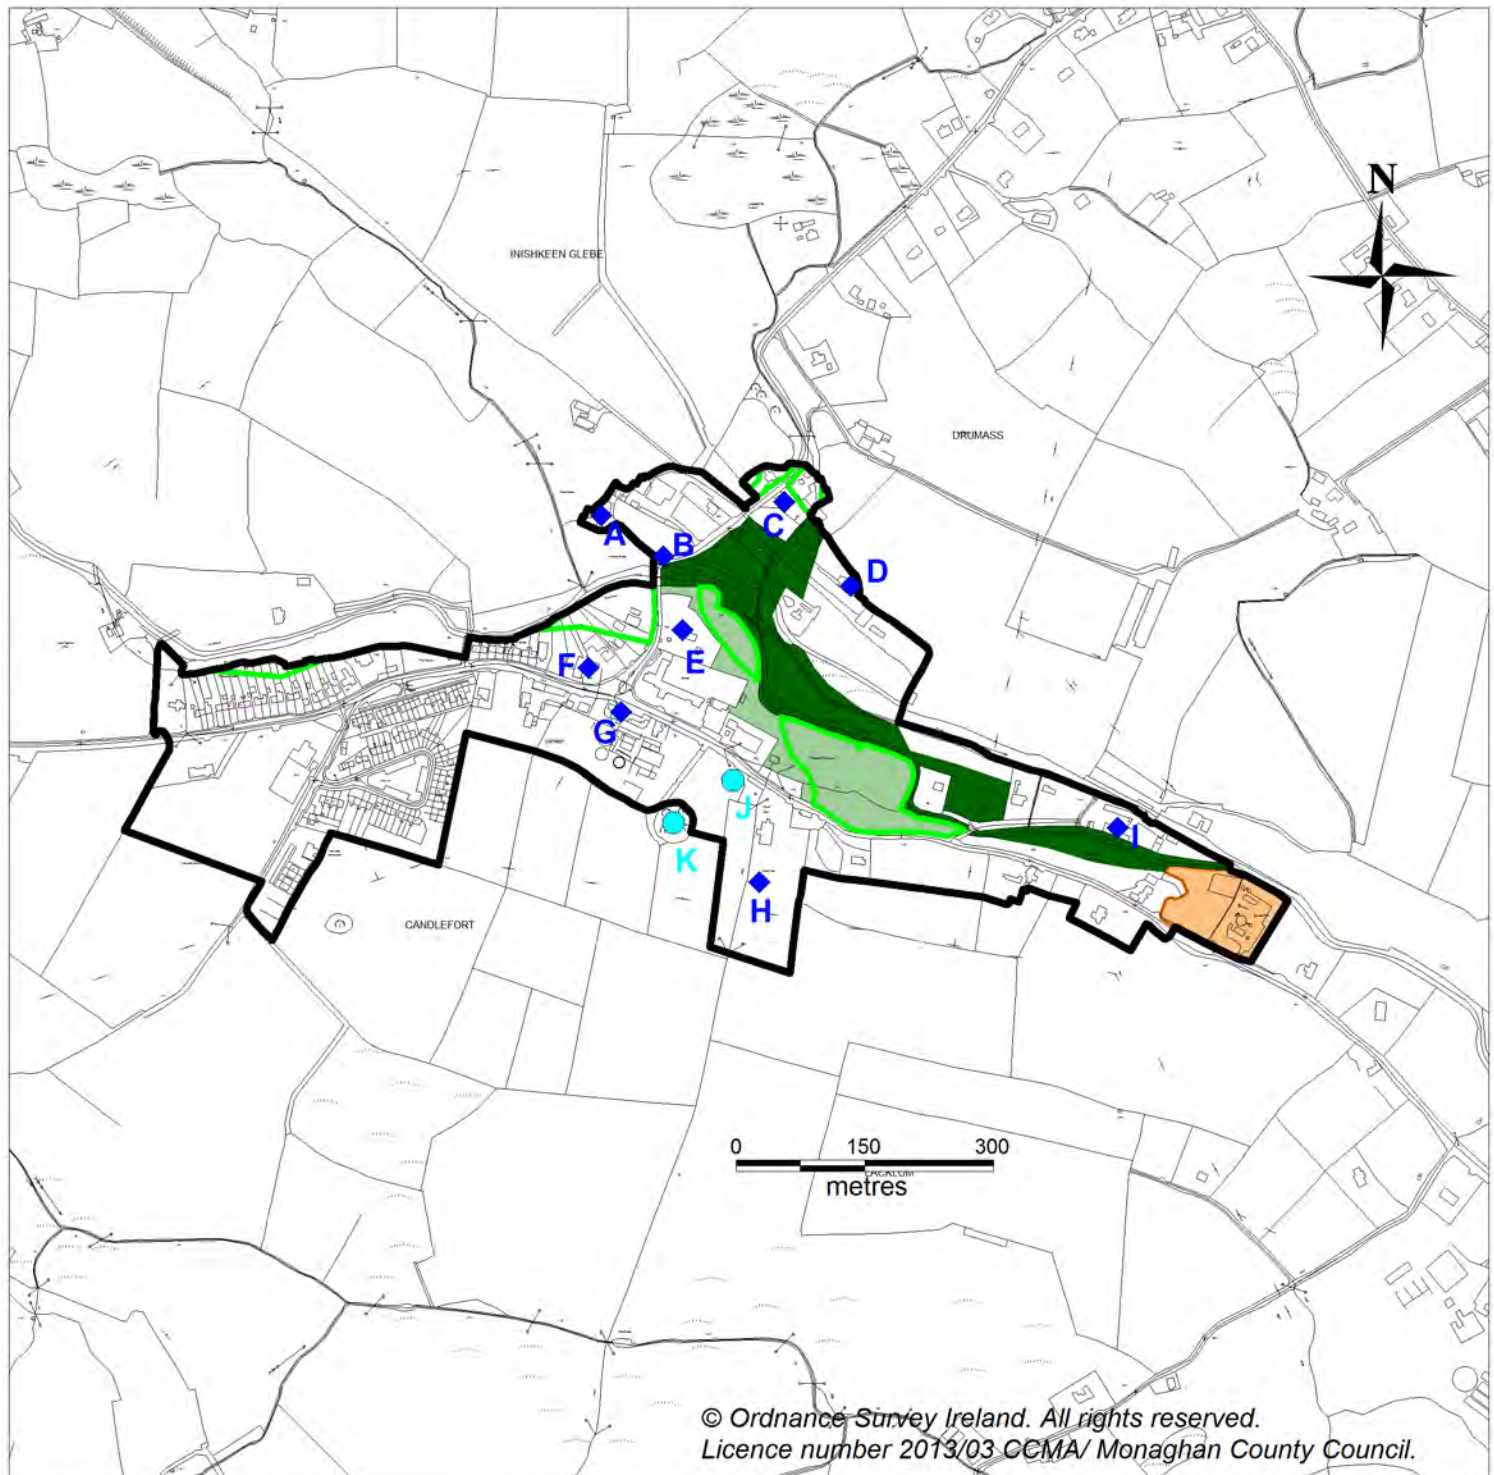 N
INISHKEEN GLEBE
DRUMASS
A
B
C
D
E
F
G
H
I
J
K
CANDLEFORT
0 150 300
metres
© Ordnance Survey Ireland. All rights reserved.
Licence number 2013/03 CCMA/ Monaghan County Council.